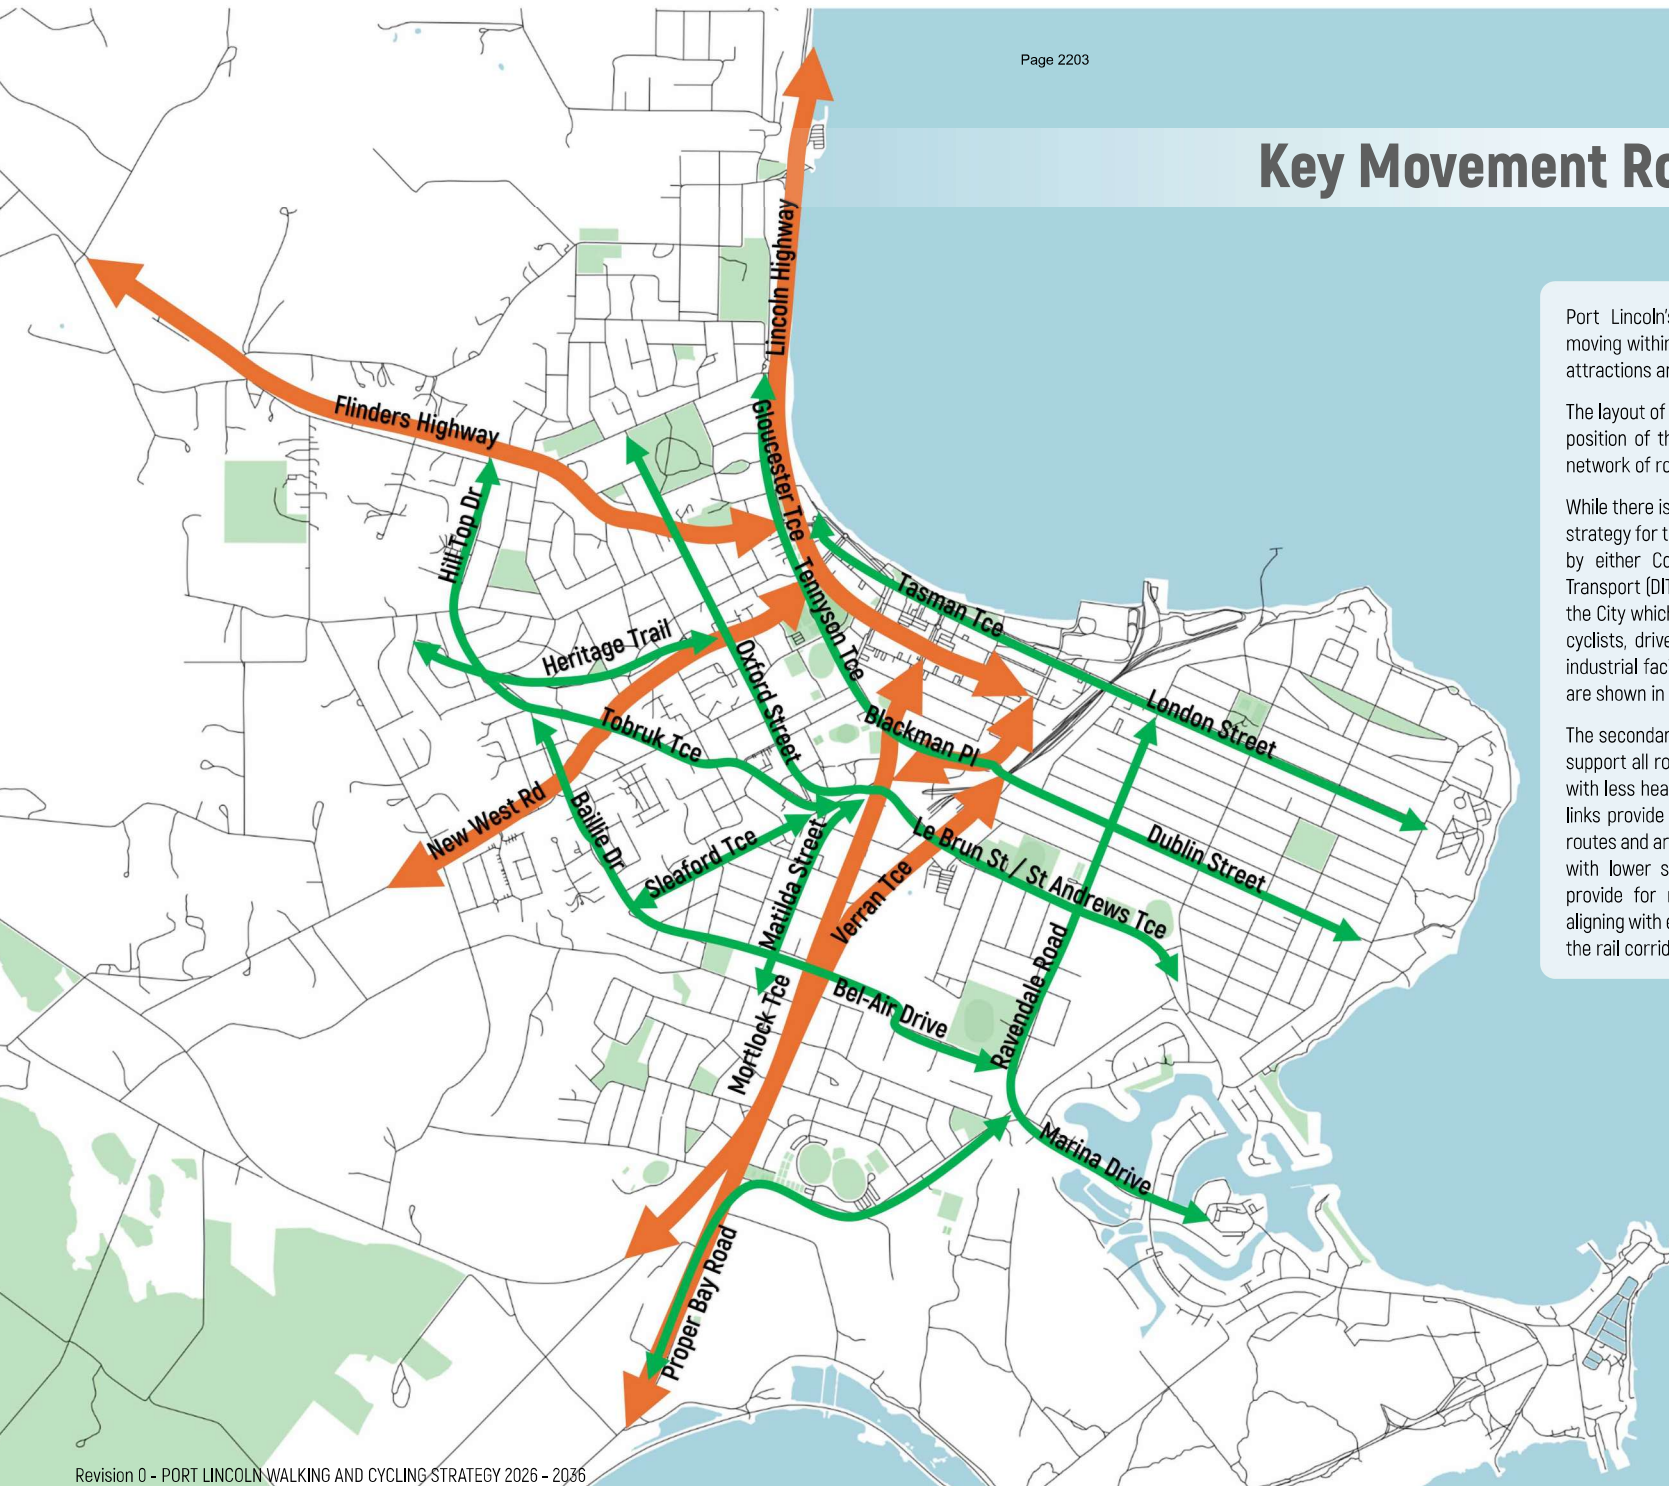 Page 2203
Key Movement Ro
Port Lincoln's
moving within
attractions ar
The layout of
position of th
network of ro
While there is
strategy for t
by either Co
Transport (DIT
the City which
cyclists, drive
industrial fac
are shown in
The secondar
support all ro
with less hea
links provide
routes and ar
with lower s
provide for r
aligning with e
the rail corrid
Lincoln Highway
Flinders Highway
Gloucester Tce
Hill Top Dr
Tennyson Tce
Tasman Tce
Heritage Trail
Oxford Street
London Street
Tobruk Tce
Blackman Pl
New West Rd
Baillie Dr
Sleaford Tce
Matilda Street
Le Brun St / St Andrews Tce
Dublin Street
Verran Tce
Ravendale Road
Mortlock Tce
Bel-Air Drive
Marina Drive
Proper Bay Road
Revision 0 - PORT LINCOLN WALKING AND CYCLING STRATEGY 2026 - 2036